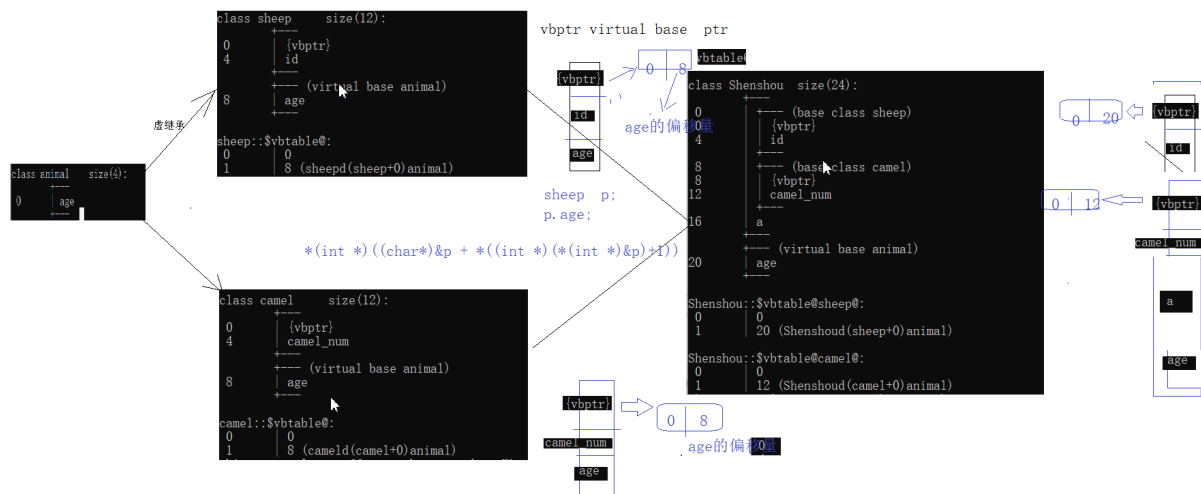 class sheep size(12):
+---
0 | {vbptr}
4 | id
+---
+--- (virtual base animal)
8 | age
+---
sheep::$vbtable@:
0 | 0
1 | 8 (sheepd(sheep+0)animal)
虚继承
class animal size(4):
+---
0 | age
+---
class camel size(12):
+---
0 | {vbptr}
4 | camel_num
+---
+--- (virtual base animal)
8 | age
+---
camel::$vbtable@:
0 | 0
1 | 8 (cameld(camel+0)animal)
vbptr virtual base ptr
{vbptr}
id
age
0 8
vbtable@
age的偏移量
sheep p;
p.age;
*(int *)((char*)&p + *((int *)(*(int *)&p)+1))
class Shenshou size(24):
+---
0 | +--- (base class sheep)
0 | | {vbptr}
4 | | id
| +---
8 | +--- (base class camel)
8 | | {vbptr}
12 | | camel_num
| +---
16 | a
+---
+--- (virtual base animal)
20 | age
+---
Shenshou::$vbtable@sheep@:
0 | 0
1 | 20 (Shenshoud(sheep+0)animal)
Shenshou::$vbtable@camel@:
0 | 0
1 | 12 (Shenshoud(camel+0)animal)
{vbptr}
camel_num
age
0 8
age的偏移量
0
0 20
{vbptr}
id
0 12
{vbptr}
camel_num
a
age